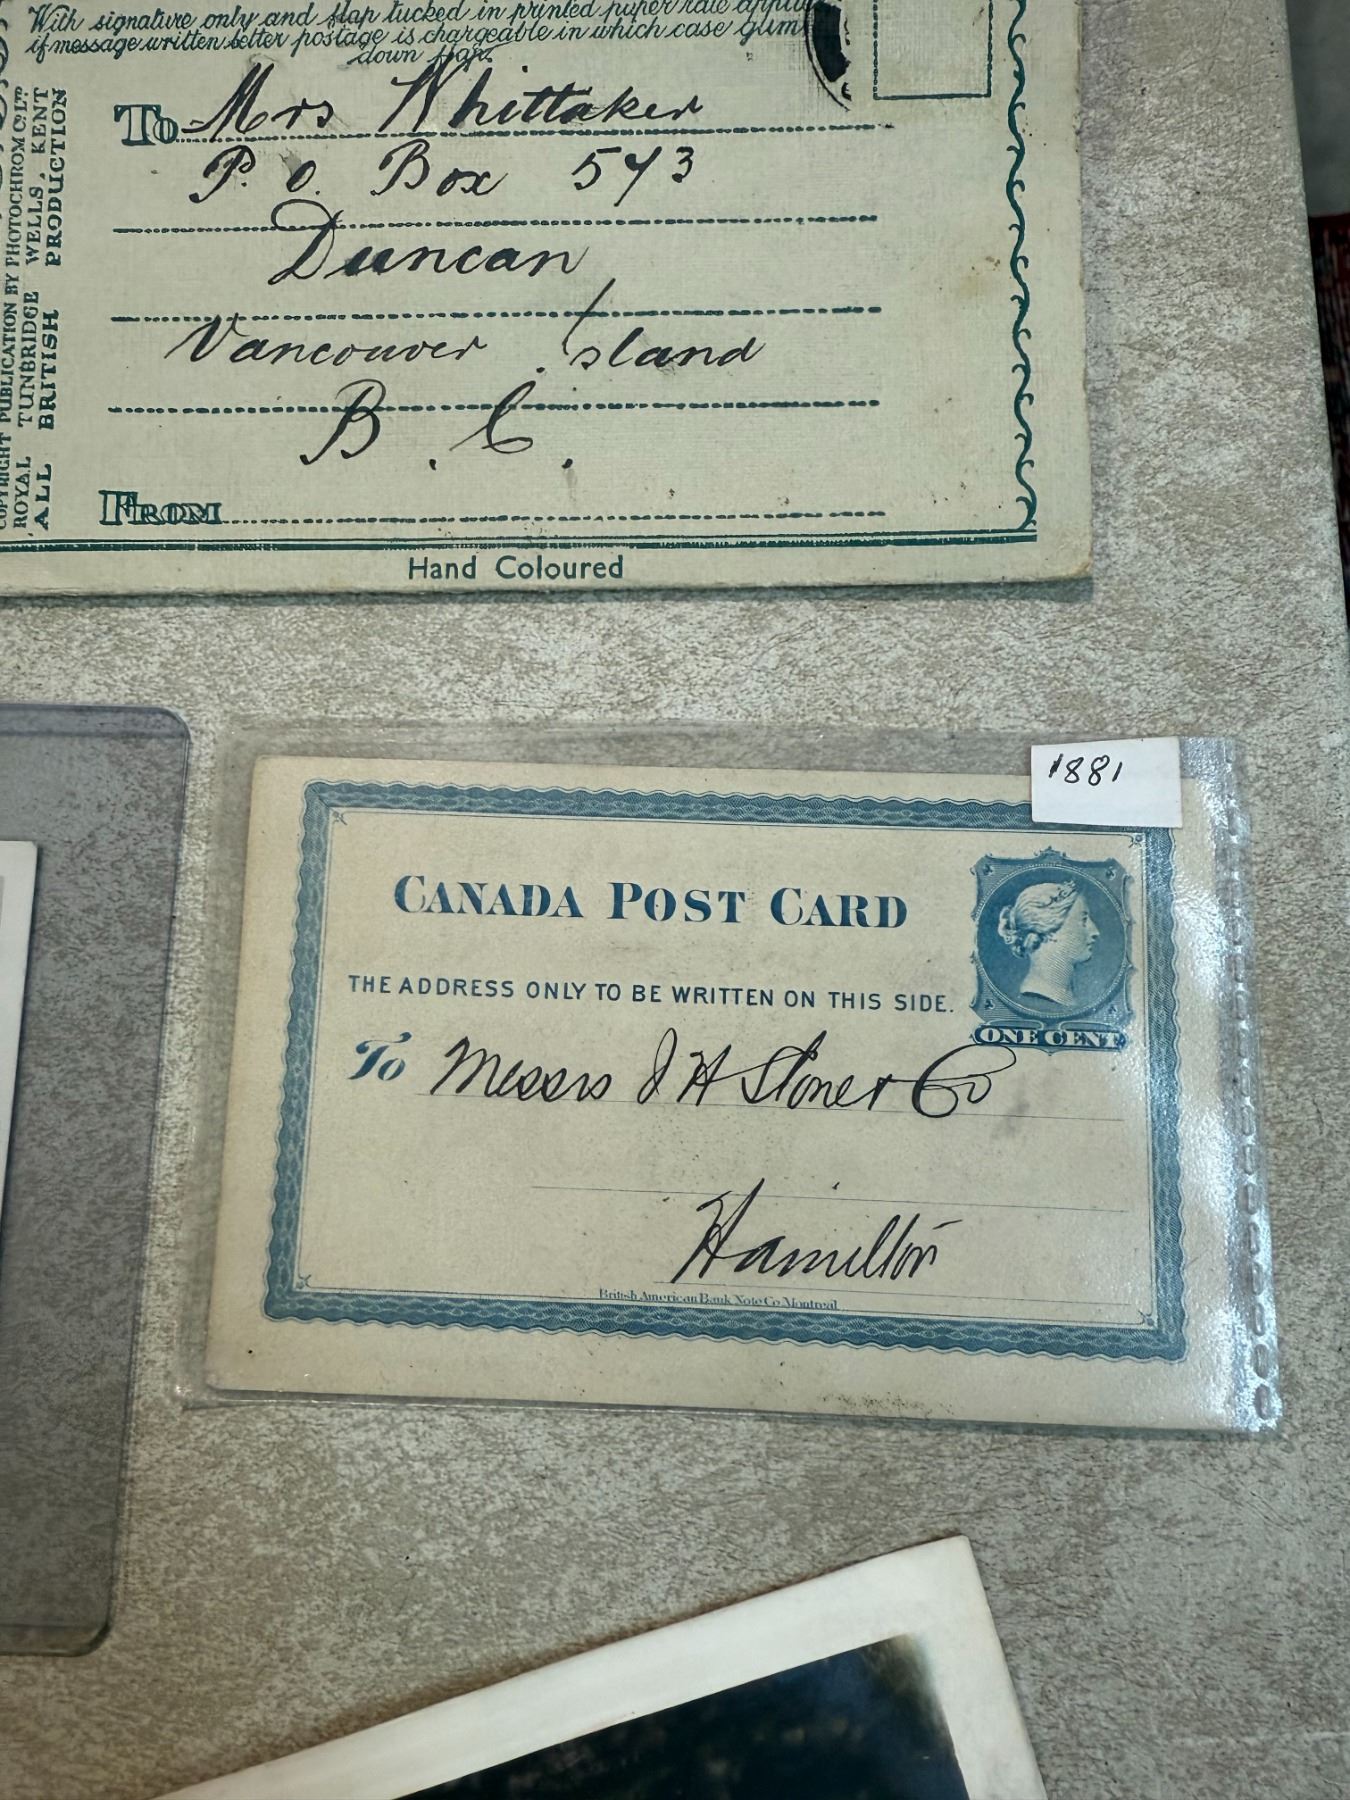 With signature only and flap tucked in printed paper rate
if message written letter postage is chargeable in which case gum
down flap.
To Mrs Whittaker
P. O. Box 543
Duncan
Vancouver Island
B. C.
FROM
Hand Coloured
COPYRIGHT PUBLICATION BY PHOTOCHROM Co. LTD
ROYAL TUNBRIDGE WELLS, KENT
ALL BRITISH PRODUCTION
1881
CANADA POST CARD
THE ADDRESS ONLY TO BE WRITTEN ON THIS SIDE.
ONE CENT
To Messrs J H Stone & Co
Hamilton
British American Bank Note Co. Montreal